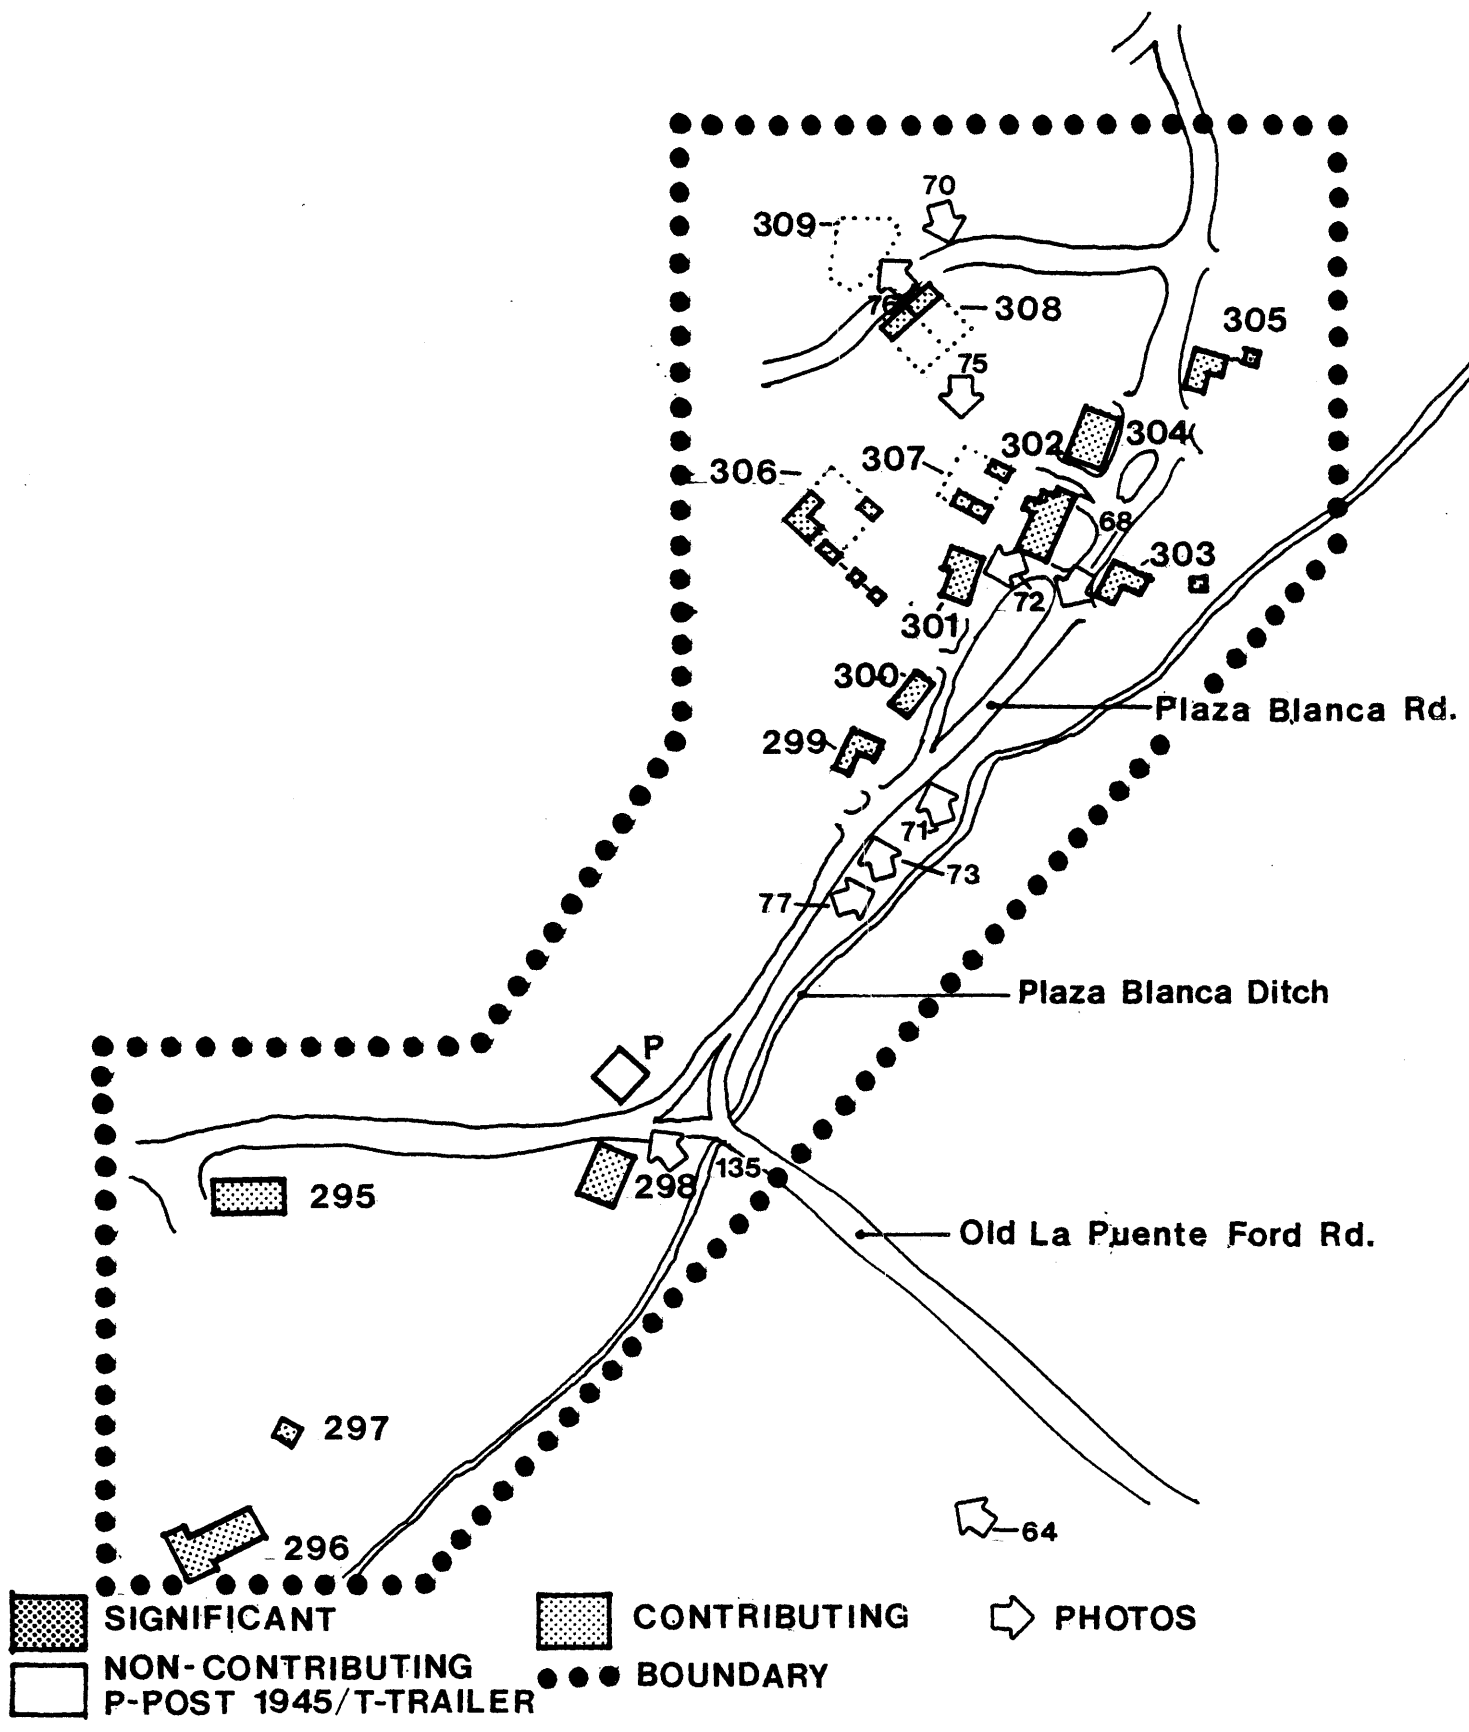 70
309
76
308
305
75
302
304
307
306
68
303
72
301
300
Plaza Blanca Rd.
299
71
73
77
Plaza Blanca Ditch
P
135
298
295
Old La Puente Ford Rd.
297
64
296
SIGNIFICANT
CONTRIBUTING
PHOTOS
NON-CONTRIBUTING
P-POST 1945/T-TRAILER
BOUNDARY